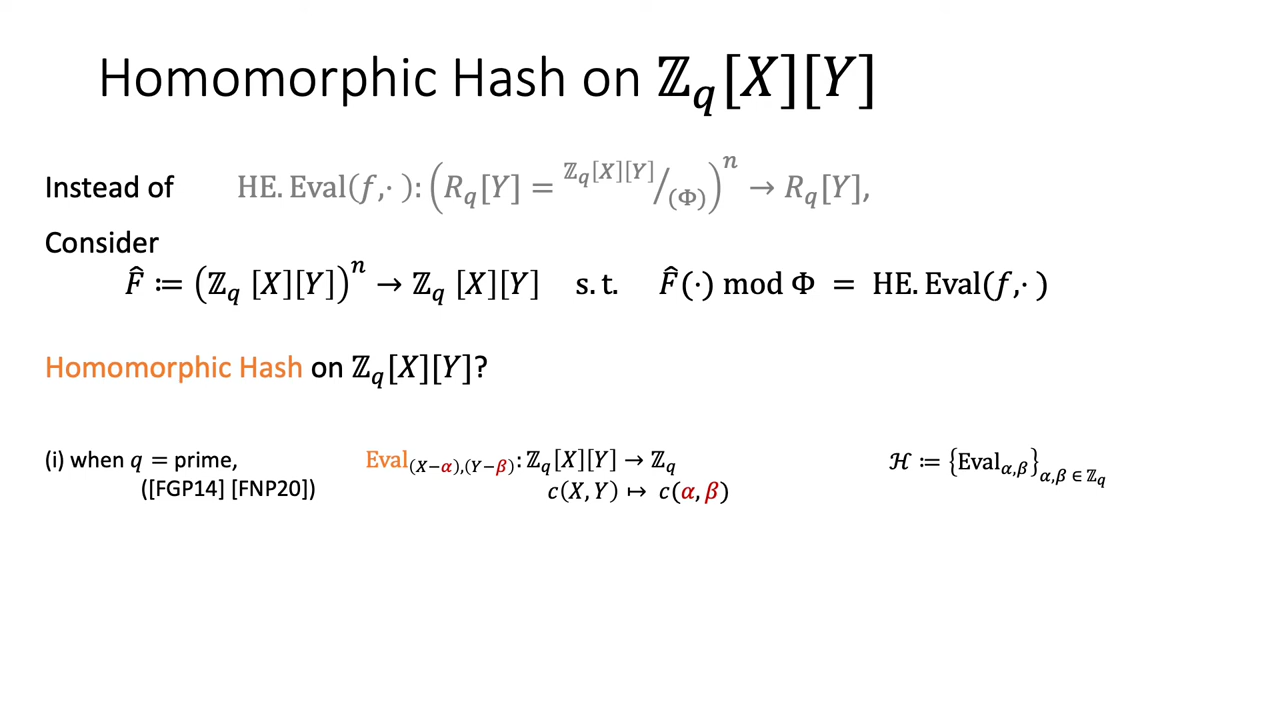 Homomorphic Hash on ℤ_q[X][Y]
Instead of HE. Eval(f,·): (R_q[Y] = ℤ_q[X][Y]/(Φ))^n → R_q[Y],
Consider
F̂ ≔ (ℤ_q [X][Y])^n → ℤ_q [X][Y] s. t. F̂(·) mod Φ = HE. Eval(f,·)
Homomorphic Hash on ℤ_q[X][Y]?
(i) when q = prime, Eval_(X−α),(Y−β): ℤ_q[X][Y] → ℤ_q ℋ ≔ {Eval_α,β}_α,β ∈ ℤ_q
([FGP14] [FNP20]) c(X, Y) ↦ c(α, β)